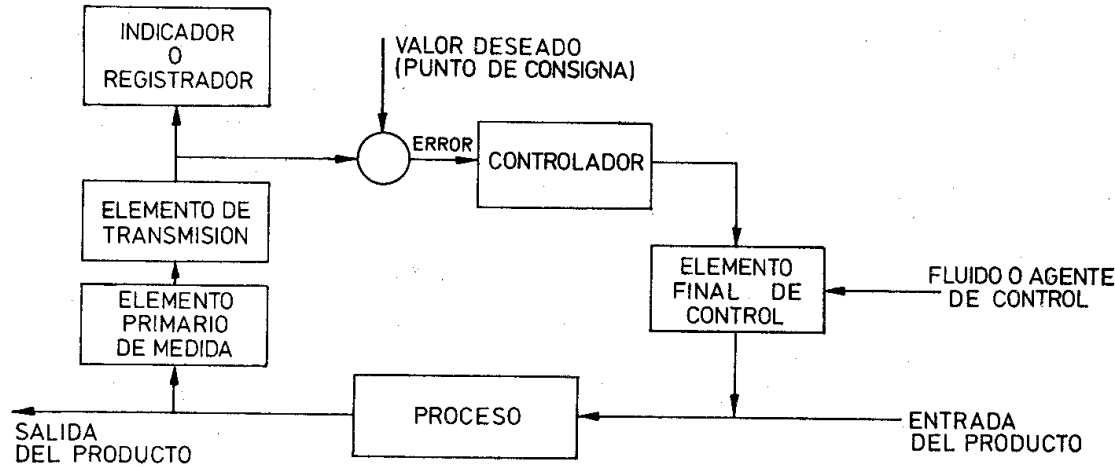 INDICADOR
O
REGISTRADOR
VALOR DESEADO
(PUNTO DE CONSIGNA)
ERROR
CONTROLADOR
ELEMENTO DE
TRANSMISION
ELEMENTO
FINAL DE
CONTROL
FLUIDO O AGENTE
DE CONTROL
ELEMENTO
PRIMARIO
DE MEDIDA
PROCESO
SALIDA
DEL PRODUCTO
ENTRADA
DEL PRODUCTO